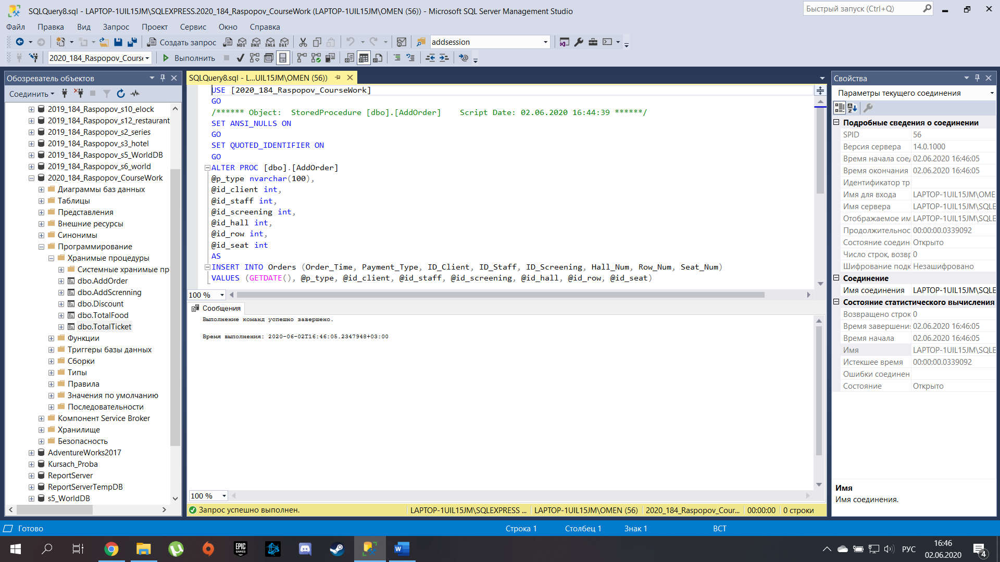 SQLQuery8.sql - LAPTOP-1UIL15JM\SQLEXPRESS.2020_184_Raspopov_CourseWork (LAPTOP-1UIL15JM\OMEN (56)) - Microsoft SQL Server Management Studio
Быстрый запуск (Ctrl+Q)
Файл Правка Вид Запрос Проект Сервис Окно Справка
Создать запрос
MDX DMX XMLA DAX
addsession
2020_184_Raspopov_Course
Выполнить
Обозреватель объектов
Соединить
2019_184_Raspopov_s10_elock
2019_184_Raspopov_s12_restaurant
2019_184_Raspopov_s2_series
2019_184_Raspopov_s3_hotel
2019_184_Raspopov_s5_WorldDB
2019_184_Raspopov_s6_world
2020_184_Raspopov_CourseWork
Диаграммы баз данных
Таблицы
Представления
Внешние ресурсы
Синонимы
Программирование
Хранимые процедуры
Системные хранимые пр
dbo.AddOrder
dbo.AddScrenning
dbo.Discount
dbo.TotalFood
dbo.TotalTicket
Функции
Триггеры базы данных
Сборки
Типы
Правила
Значения по умолчанию
Последовательности
Компонент Service Broker
Хранилище
Безопасность
AdventureWorks2017
Kursach_Proba
ReportServer
ReportServerTempDB
s5_WorldDB
SQLQuery8.sql - L...UIL15JM\OMEN (56))
USE [2020_184_Raspopov_CourseWork]
GO
/****** Object:  StoredProcedure [dbo].[AddOrder]    Script Date: 02.06.2020 16:44:39 ******/
SET ANSI_NULLS ON
GO
SET QUOTED_IDENTIFIER ON
GO
ALTER PROC [dbo].[AddOrder]
@p_type nvarchar(100),
@id_client int,
@id_staff int,
@id_screening int,
@id_hall int,
@id_row int,
@id_seat int
AS
INSERT INTO Orders (Order_Time, Payment_Type, ID_Client, ID_Staff, ID_Screening, Hall_Num, Row_Num, Seat_Num)
VALUES (GETDATE(), @p_type, @id_client, @id_staff, @id_screening, @id_hall, @id_row, @id_seat)
100 %
Сообщения
Выполнение команд успешно завершено.
Время выполнения: 2020-06-02T16:46:05.2347948+03:00
100 %
Запрос успешно выполнен.
LAPTOP-1UIL15JM\SQLEXPRESS ...
LAPTOP-1UIL15JM\OMEN (56)
2020_184_Raspopov_Cour...
00:00:00
0 строки
Свойства
Параметры текущего соединения
Подробные сведения о соединении
SPID 56
Версия сервера 14.0.1000
Время начала сое 02.06.2020 16:46:05
Время окончания 02.06.2020 16:46:05
Идентификатор тр
Имя для входа LAPTOP-1UIL15JM\OME
Имя сервера LAPTOP-1UIL15JM\SQLE
Отображаемое им LAPTOP-1UIL15JM\SQLE
Продолжительнос 00:00:00.0339092
Состояние соедин Открыто
Число строк, возвр 0
Шифрование подк Незашифровано
Соединение
Имя соединения LAPTOP-1UIL15JM\SQLE
Состояние статистического вычисления
Возвращено строк 0
Время завершения 02.06.2020 16:46:05
Время начала 02.06.2020 16:46:05
Имя LAPTOP-1UIL15JM\SQLE
Истекшее время 00:00:00.0339092
Ошибки соединен
Состояние Открыто
Имя
Имя соединения.
Готово
Строка 1
Столбец 1
Знак 1
ВСТ
EPIC GAMES
РУС
16:46
02.06.2020
4